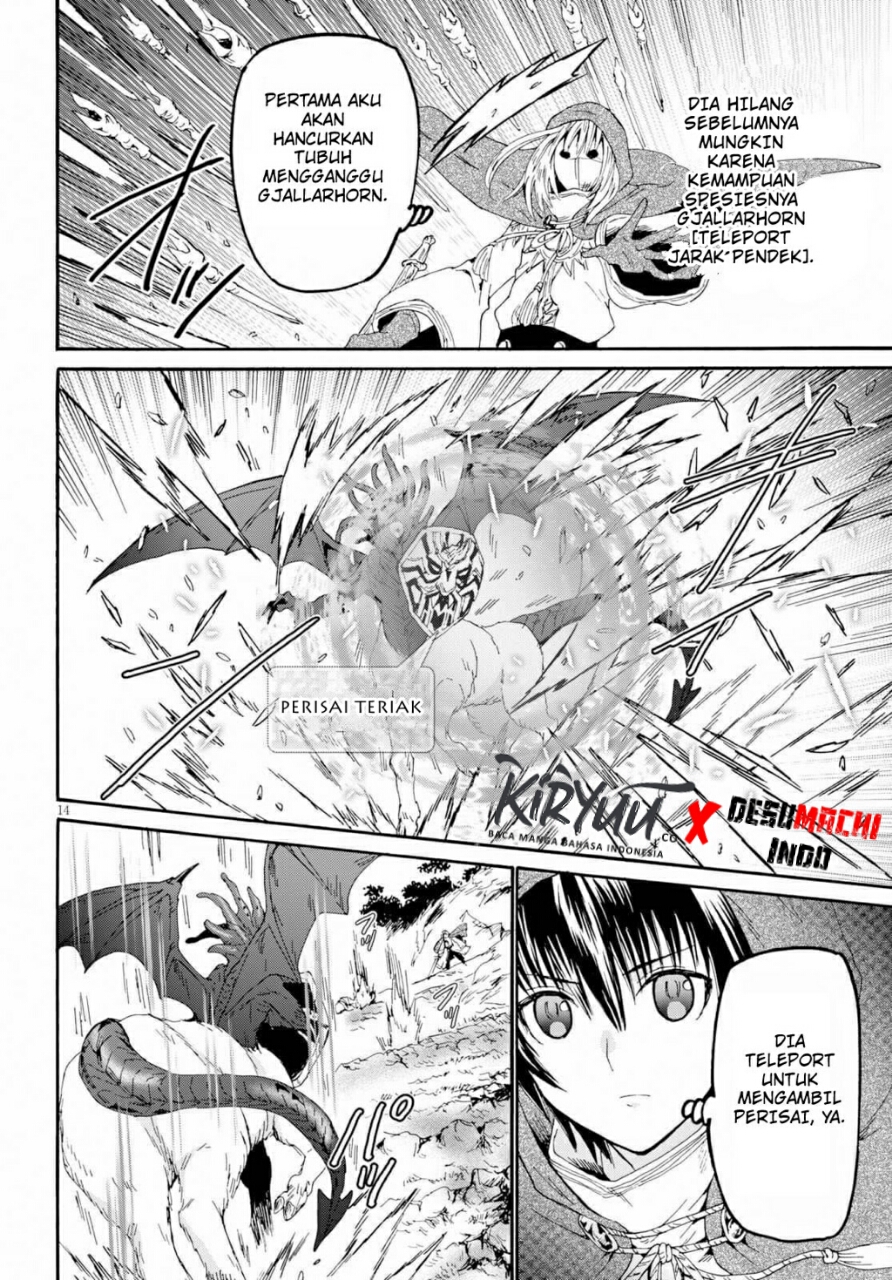 PERTAMA AKU
AKAN
HANCURKAN
TUBUH
MENGGANGGU
GJALLARHORN.
DIA HILANG
SEBELUMNYA
MUNGKIN
KARENA
KEMAMPUAN
SPESIESNYA
GJALLARHORN
[TELEPORT
JARAK PENDEK].
PERISAI TERIAK
14
KIRYUU.CO
BACA MANGA BAHASA INDONESIA
X
DESUMACHI
INDO
DIA
TELEPORT
UNTUK
MENGAMBIL
PERISAI, YA.